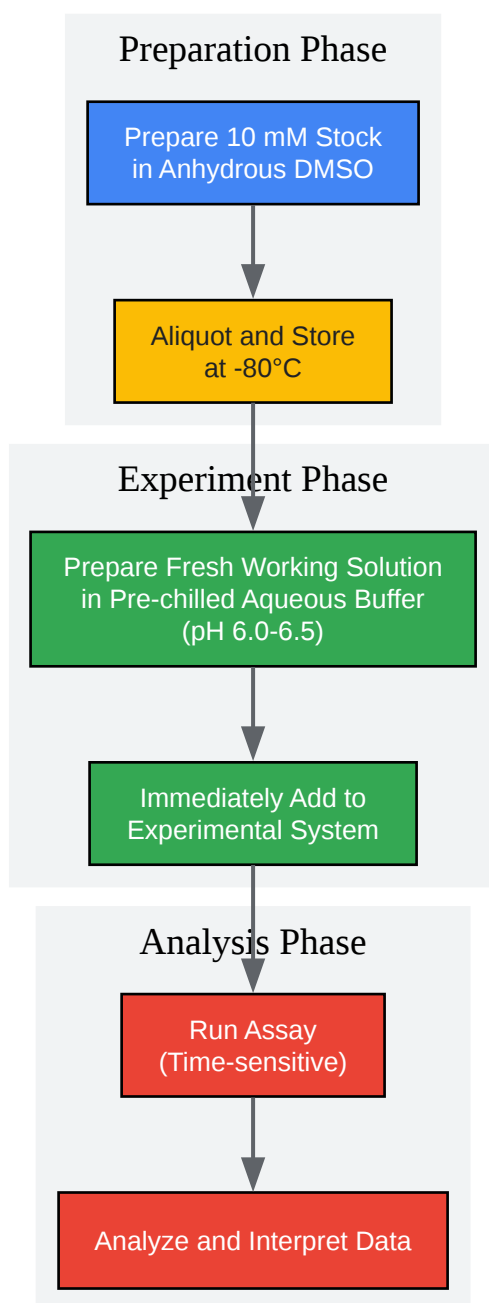 Preparation Phase
Prepare 10 mM Stock
in Anhydrous DMSO
Aliquot and Store
at -80°C
Experiment Phase
Prepare Fresh Working Solution
in Pre-chilled Aqueous Buffer
(pH 6.0-6.5)
Immediately Add to
Experimental System
Analysis Phase
Run Assay
(Time-sensitive)
Analyze and Interpret Data